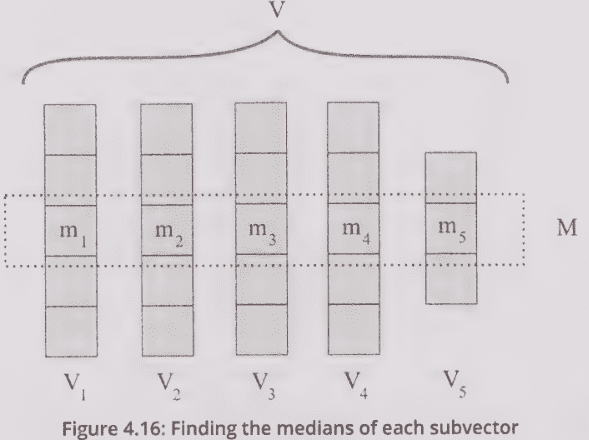 V
m1 m2 m3 m4 m5 M
V1 V2 V3 V4 V5
Figure 4.16: Finding the medians of each subvector